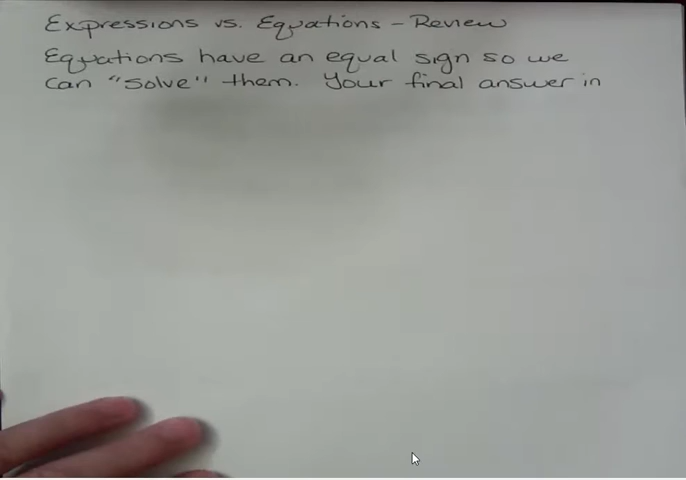 Expressions vs. Equations - Review
Equations have an equal sign so we
can "solve" them. Your final answer in